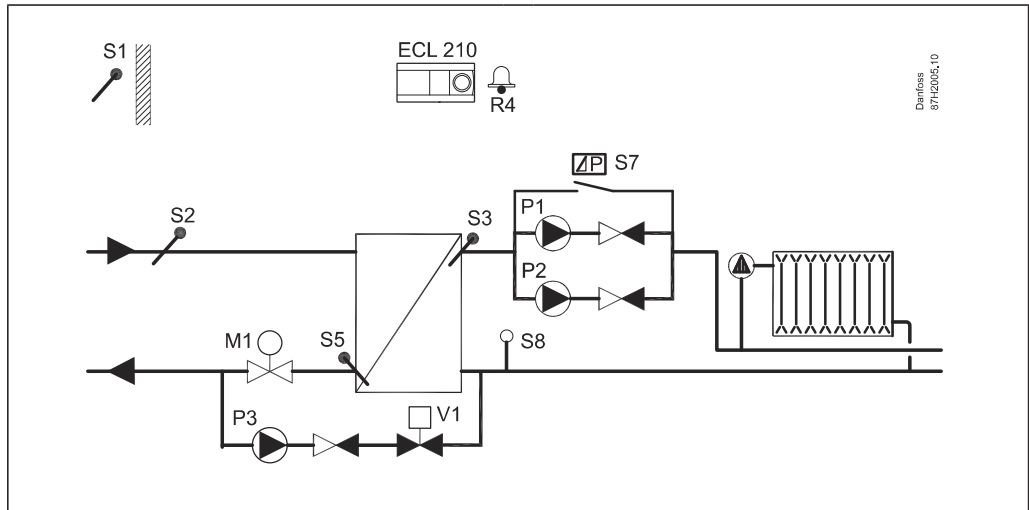 S1
ECL 210
R4
Danfoss
87H2005.10
P S7
S2
S3
P1
P2
M1
S5
S8
P3
V1